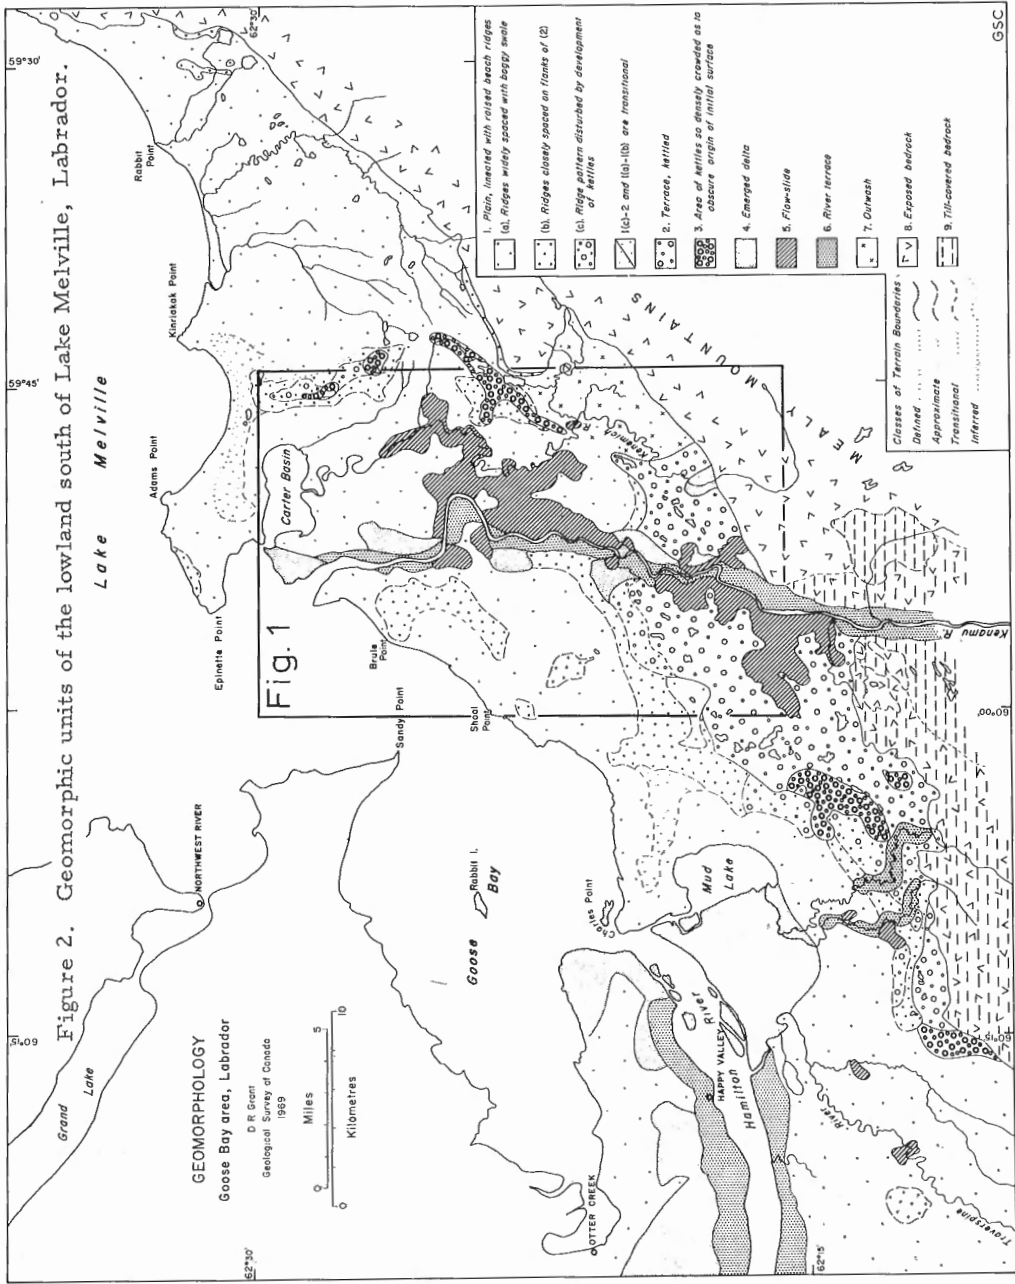 Figure 2. Geomorphic units of the lowland south of Lake Melville, Labrador.
GEOMORPHOLOGY
Goose Bay area, Labrador
D R Grant
Geological Survey of Canada
1969
Miles
0 5
0 10
Kilometres
60°15'
59°45'
59°30'
62°30'
62°30'
62°15'
60°15'
60°00'
Grand
Lake
NORTHWEST RIVER
Lake Melville
Epinette Point
Adams Point
Kinriakak Point
Rabbit
Point
Carter Basin
Fig. 1
Brule
Point
Sandy Point
Shoal
Point
Rabbit I.
Goose Bay
Charles Point
Mud
Lake
OTTER CREEK
HAPPY VALLEY
Hamilton River
Traverspine River
Kenamu R.
Kenemich R.
MEALY MOUNTAINS
1. Plain, lineated with raised beach ridges
(a). Ridges widely spaced with boggy swale
(b). Ridges closely spaced on flanks of (2)
(c). Ridge pattern disturbed by development
of kettles
1(c)-2 and 1(a)-1(b) are transitional
2. Terrace, kettled
3. Area of kettles so densely crowded as to
obscure origin of initial surface
4. Emerged delta
5. Flow-slide
6. River terrace
7. Outwash
8. Exposed bedrock
9. Till-covered bedrock
Classes of Terrain Boundaries
Defined
Approximate
Transitional
Inferred
GSC